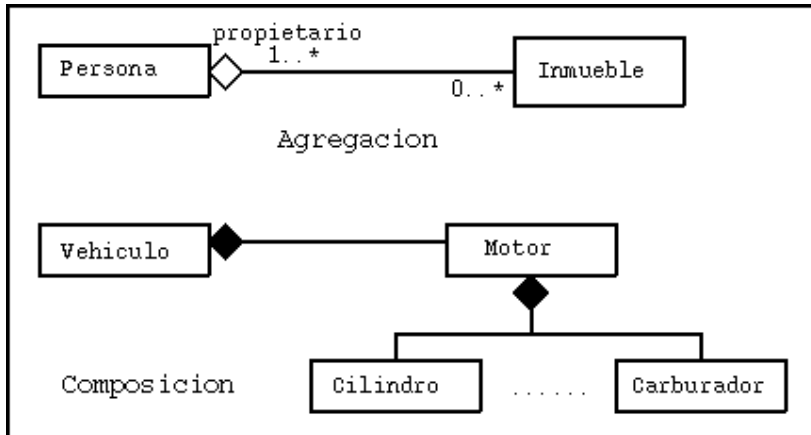 propietario
Persona
1..*
Inmueble
0..*
Agregacion
Vehiculo
Motor
Composicion
Cilindro
......
Carburador